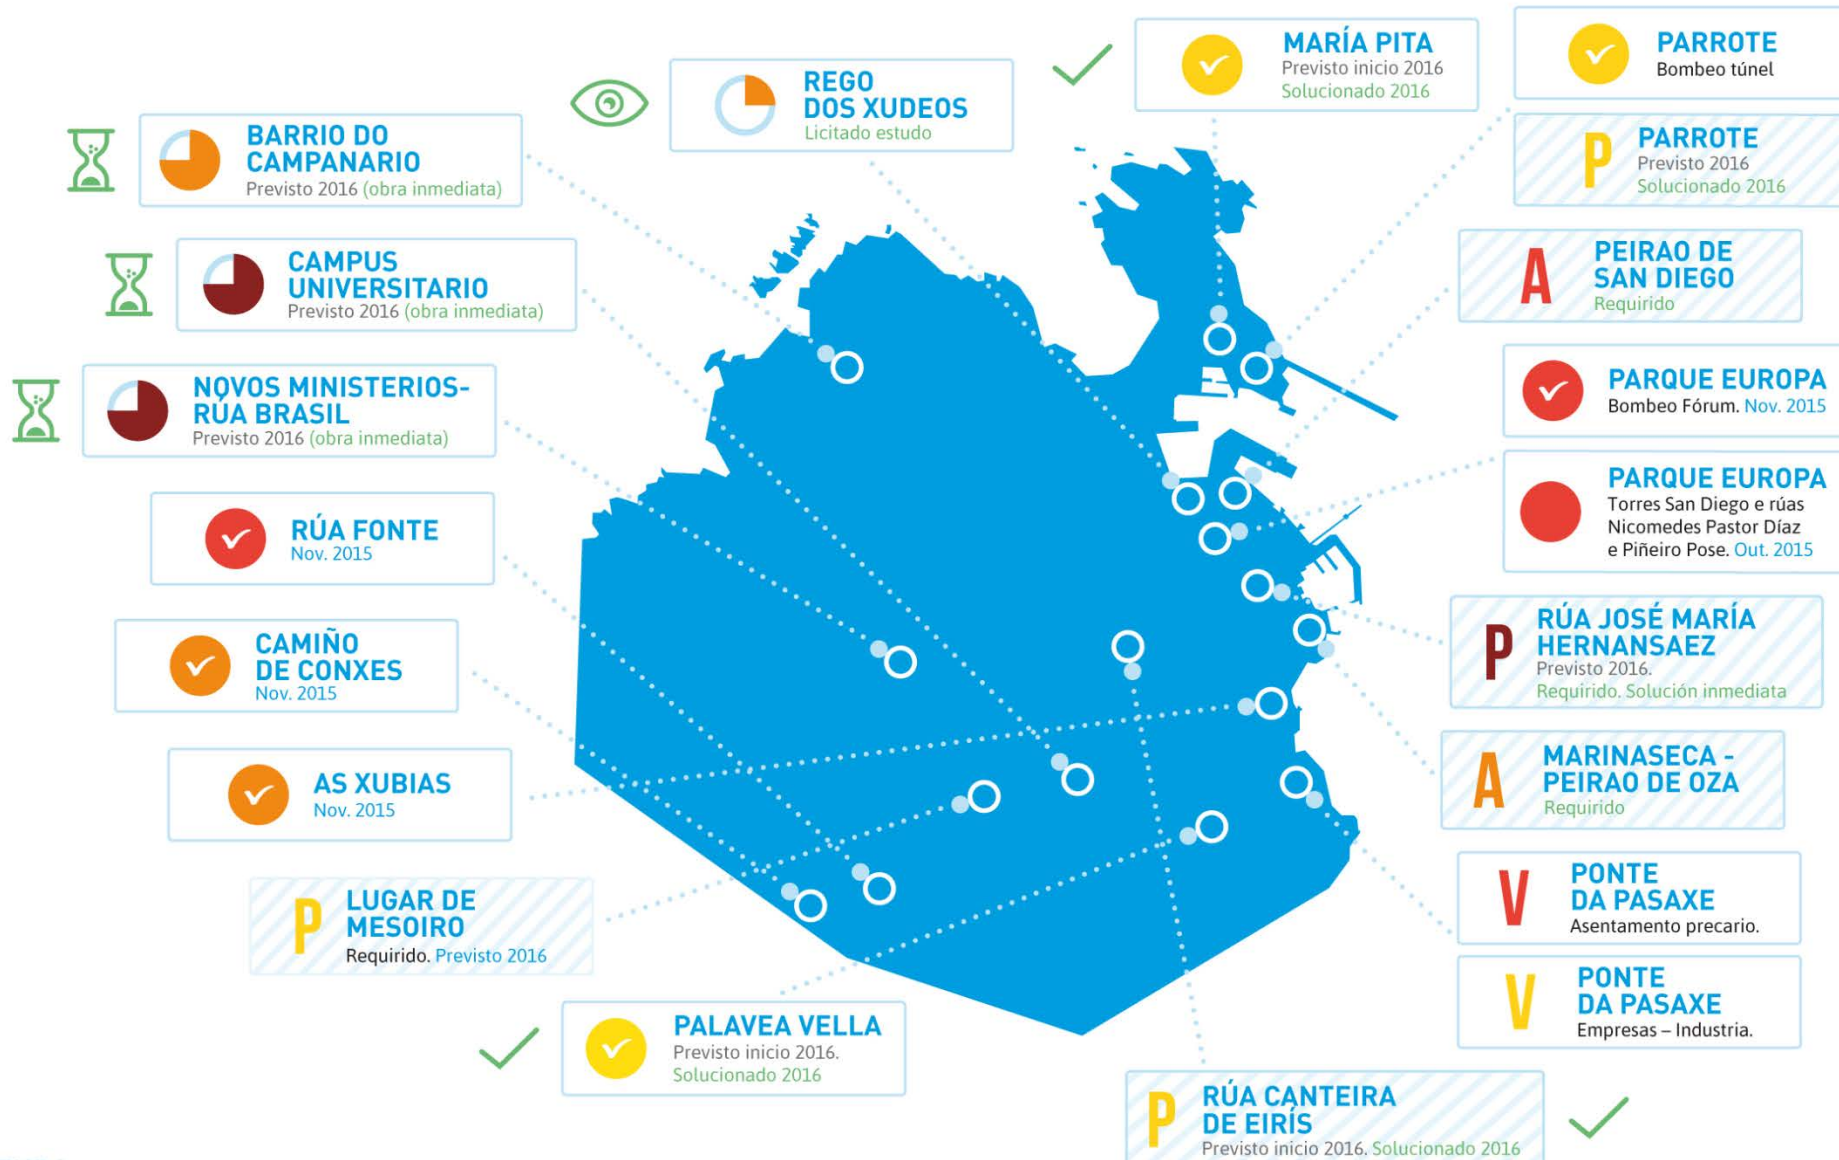 REGO
DOS XUDEOS
Licitado estudo
MARÍA PITA
Previsto inicio 2016
Solucionado 2016
PARROTE
Bombeo túnel
BARRIO DO
CAMPANARIO
Previsto 2016 (obra inmediata)
P
PARROTE
Previsto 2016
Solucionado 2016
CAMPUS
UNIVERSITARIO
Previsto 2016 (obra inmediata)
A
PEIRAO DE
SAN DIEGO
Requirido
NOVOS MINISTERIOS-
RÚA BRASIL
Previsto 2016 (obra inmediata)
PARQUE EUROPA
Bombeo Fórum. Nov. 2015
RÚA FONTE
Nov. 2015
PARQUE EUROPA
Torres San Diego e rúas
Nicomedes Pastor Díaz
e Piñeiro Pose. Out. 2015
CAMIÑO
DE CONXES
Nov. 2015
P
RÚA JOSÉ MARÍA
HERNANSAEZ
Previsto 2016.
Requirido. Solución inmediata
AS XUBIAS
Nov. 2015
A
MARINASECA -
PEIRAO DE OZA
Requirido
P
LUGAR DE
MESOIRO
Requirido. Previsto 2016
V
PONTE
DA PASAXE
Asentamento precario.
V
PONTE
DA PASAXE
Empresas – Industria.
PALAVEA VELLA
Previsto inicio 2016.
Solucionado 2016
P
RÚA CANTEIRA
DE EIRÍS
Previsto inicio 2016. Solucionado 2016